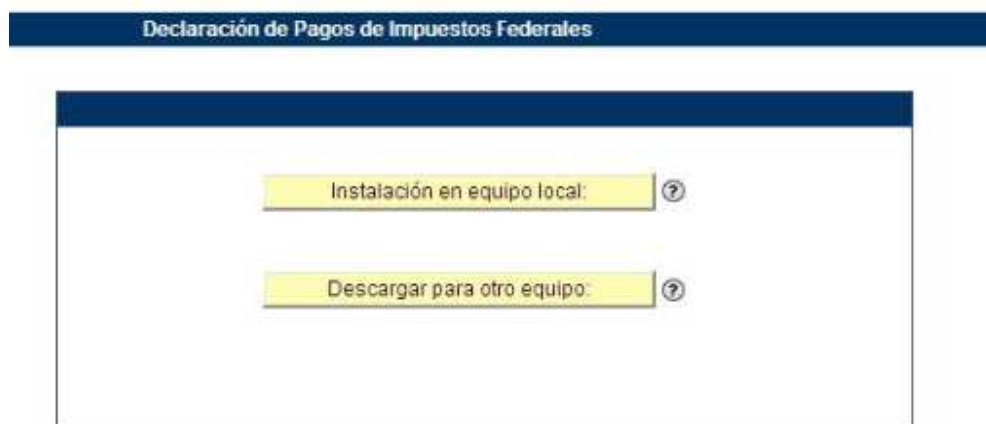 Declaración de Pagos de Impuestos Federales
Instalación en equipo local:
?
Descargar para otro equipo:
?